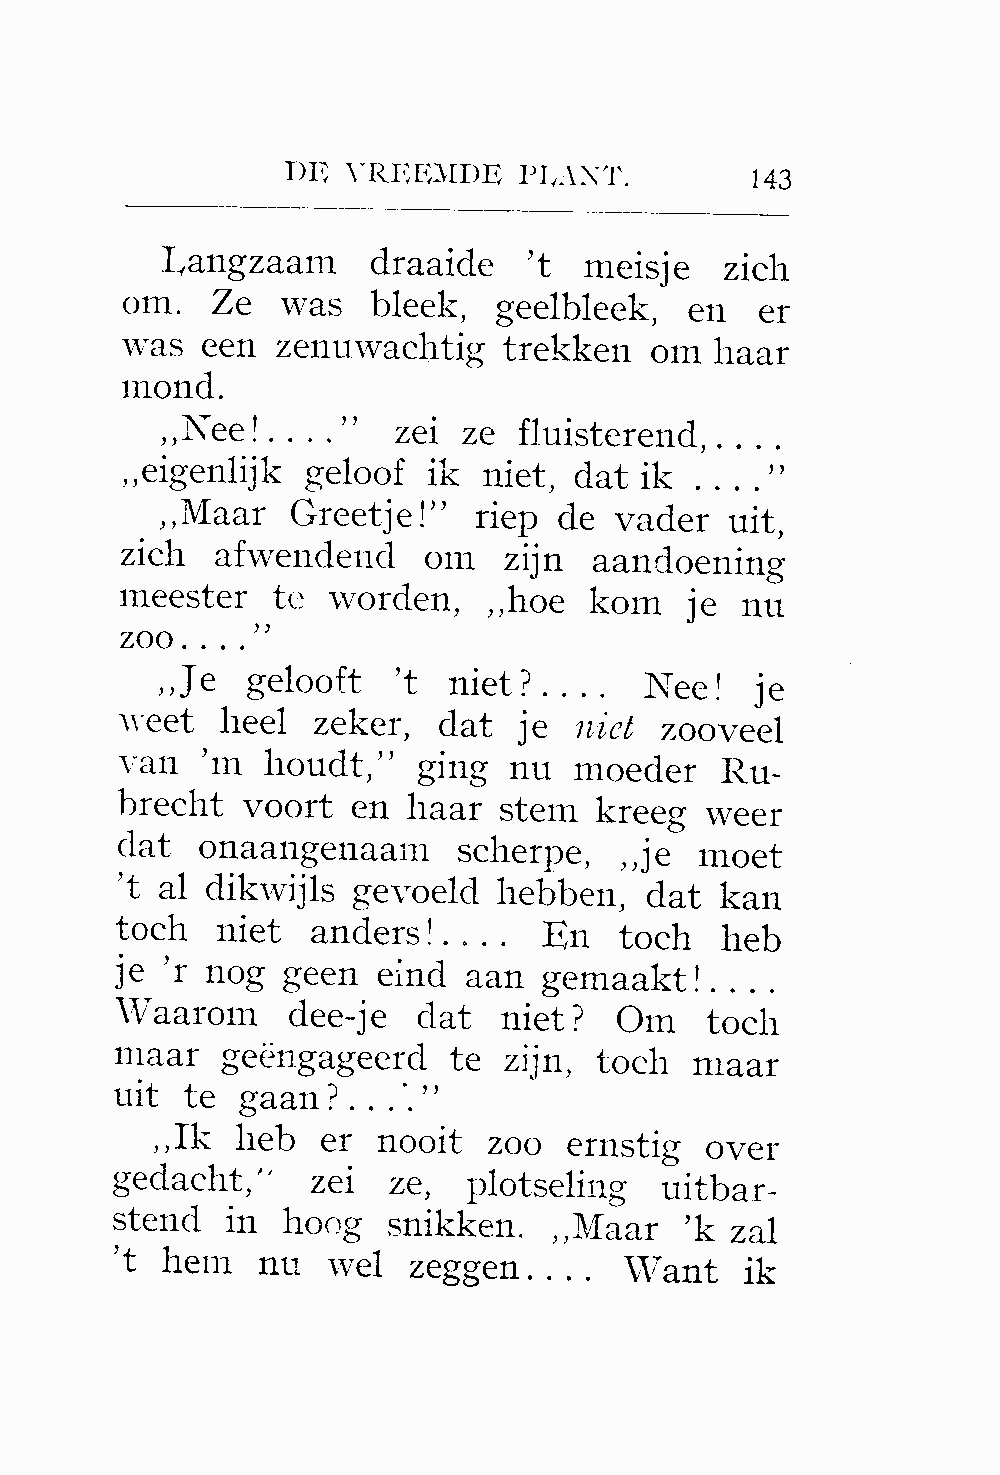 DE VREEMDE PLANT. 143
Langzaam draaide 't meisje zich
om. Ze was bleek, geelbleek, en er
was een zenuwachtig trekken om haar
mond.
„Nee!....” zei ze fluisterend,....
„eigenlijk geloof ik niet, dat ik ....”
„Maar Greetje!” riep de vader uit,
zich afwendend om zijn aandoening
meester te worden, „hoe kom je nu
zoo....”
„Je gelooft 't niet?.... Nee! je
weet heel zeker, dat je niet zooveel
van 'm houdt,” ging nu moeder Ru-
brecht voort en haar stem kreeg weer
dat onaangenaam scherpe, „je moet
't al dikwijls gevoeld hebben, dat kan
toch niet anders!.... En toch heb
je 'r nog geen eind aan gemaakt!....
Waarom dee-je dat niet? Om toch
maar geëngageerd te zijn, toch maar
uit te gaan?....”
„Ik heb er nooit zoo ernstig over
gedacht,” zei ze, plotseling uitbar-
stend in hoog snikken. „Maar 'k zal
't hem nu wel zeggen.... Want ik